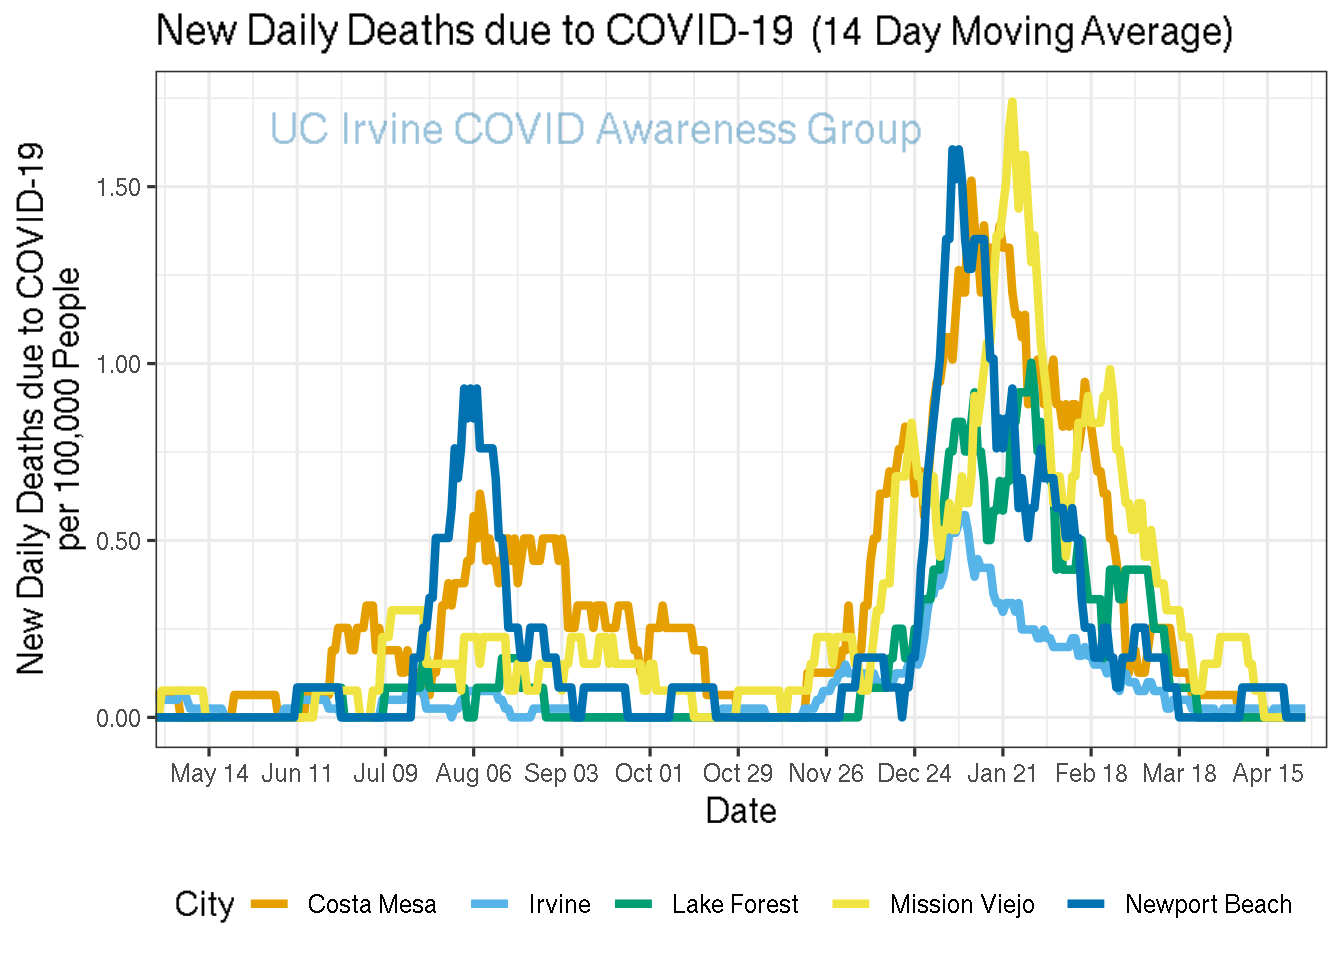 New Daily Deaths due to COVID-19 (14 Day Moving Average)
UC Irvine COVID Awareness Group
New Daily Deaths due to COVID-19
per 100,000 People
1.50
1.00
0.50
0.00
May 14 Jun 11 Jul 09 Aug 06 Sep 03 Oct 01 Oct 29 Nov 26 Dec 24 Jan 21 Feb 18 Mar 18 Apr 15
Date
City Costa Mesa Irvine Lake Forest Mission Viejo Newport Beach